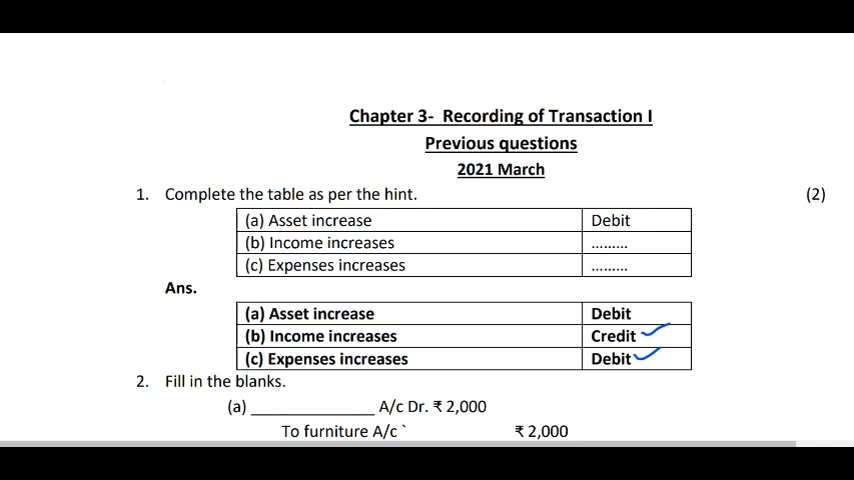 Chapter 3- Recording of Transaction I
Previous questions
2021 March
1. Complete the table as per the hint. (2)
(a) Asset increase Debit
(b) Income increases .........
(c) Expenses increases .........
Ans.
(a) Asset increase Debit
(b) Income increases Credit
(c) Expenses increases Debit
2. Fill in the blanks.
(a) _______________ A/c Dr. ₹ 2,000
To furniture A/c ` ₹ 2,000